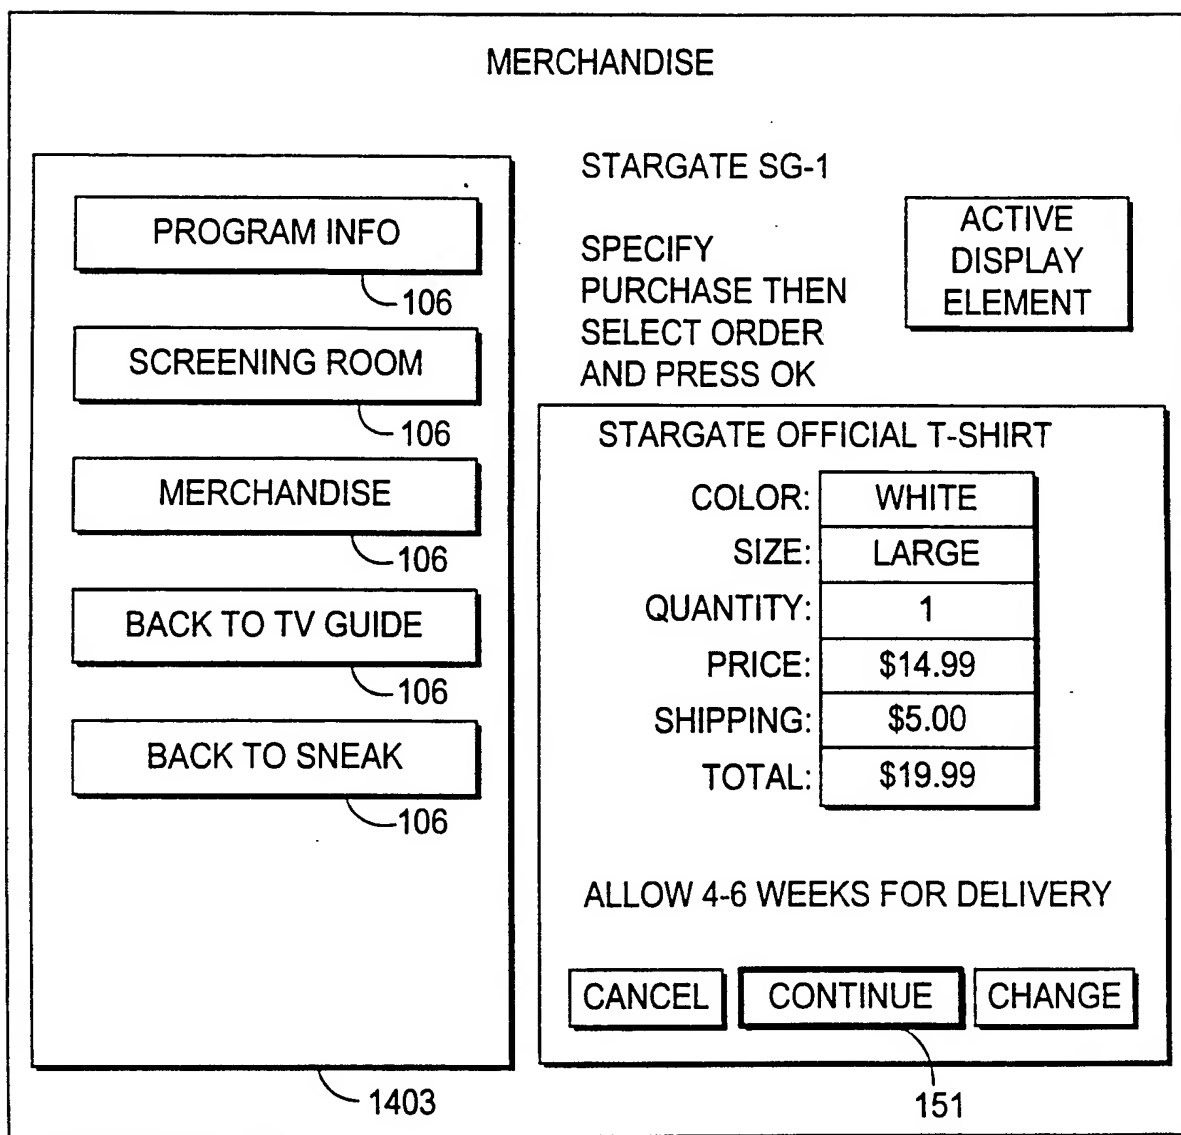 MERCHANDISE
PROGRAM INFO
106
SCREENING ROOM
106
MERCHANDISE
106
BACK TO TV GUIDE
106
BACK TO SNEAK
106
1403
STARGATE SG-1
SPECIFY
PURCHASE THEN
SELECT ORDER
AND PRESS OK
ACTIVE
DISPLAY
ELEMENT
STARGATE OFFICIAL T-SHIRT
COLOR: WHITE
SIZE: LARGE
QUANTITY: 1
PRICE: $14.99
SHIPPING: $5.00
TOTAL: $19.99
ALLOW 4-6 WEEKS FOR DELIVERY
CANCEL CONTINUE CHANGE
151